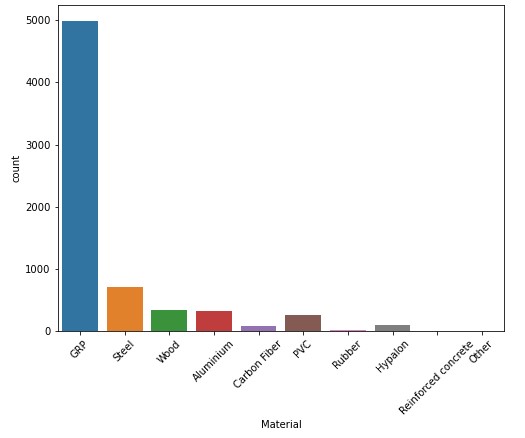 5000
4000
3000
2000
1000
0
count
GRP
Steel
Wood
Aluminium
Carbon Fiber
PVC
Rubber
Hypalon
Reinforced concrete
Other
Material